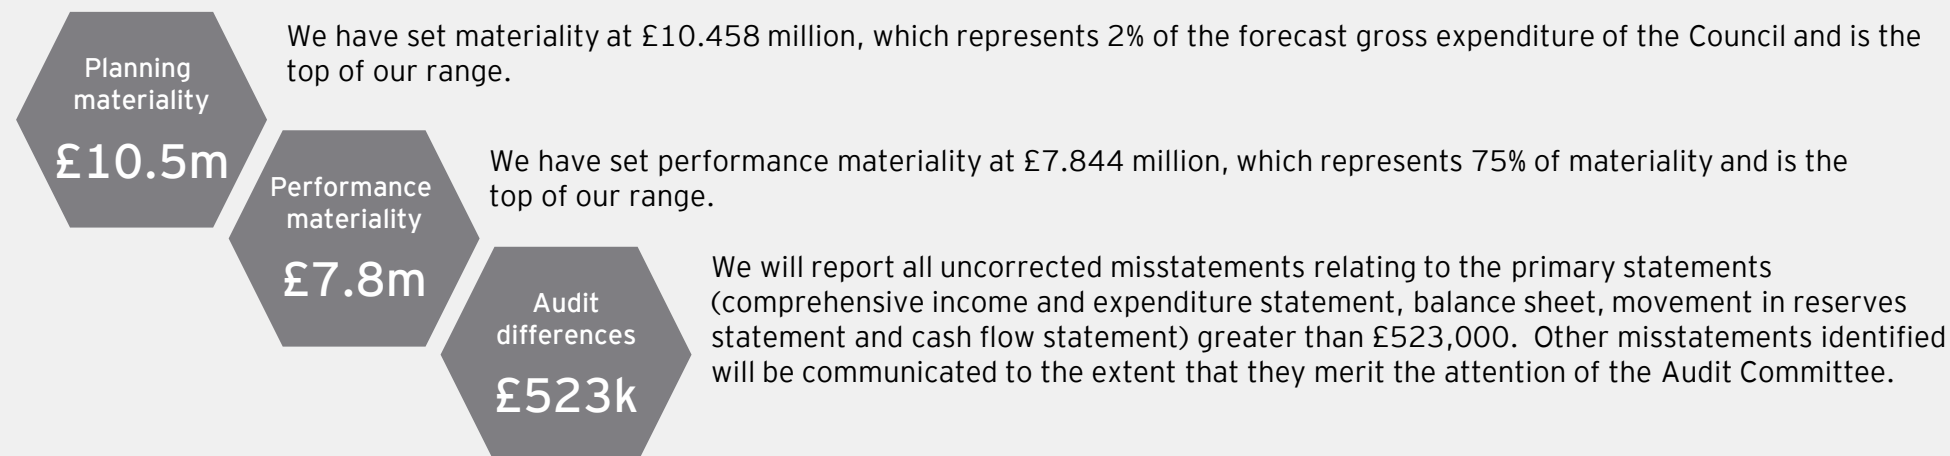 Planning
materiality
£10.5m
We have set materiality at £10.458 million, which represents 2% of the forecast gross expenditure of the Council and is the
top of our range.
Performance
materiality
£7.8m
We have set performance materiality at £7.844 million, which represents 75% of materiality and is the
top of our range.
Audit
differences
£523k
We will report all uncorrected misstatements relating to the primary statements
(comprehensive income and expenditure statement, balance sheet, movement in reserves
statement and cash flow statement) greater than £523,000.  Other misstatements identified
will be communicated to the extent that they merit the attention of the Audit Committee.